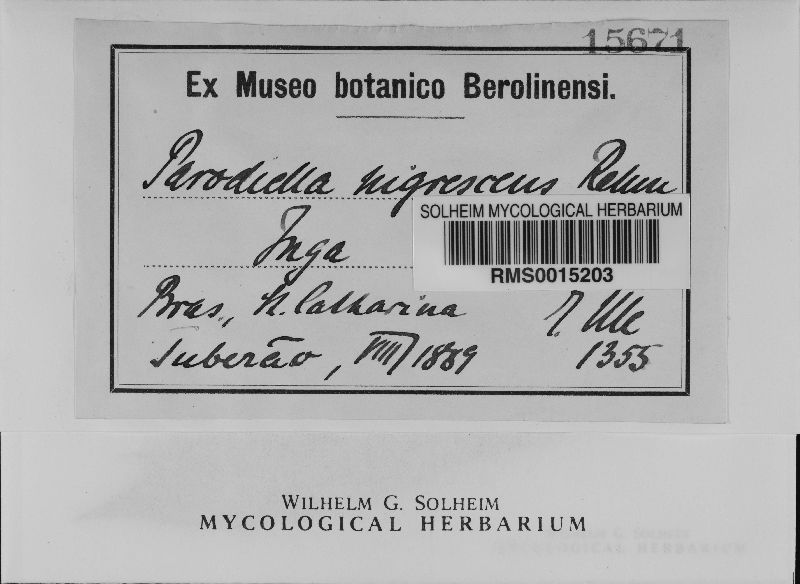 15671
Ex Museo botanico Berolinensi.
Parodiella nigrescens Rehm
SOLHEIM MYCOLOGICAL HERBARIUM
Inga
RMS0015203
Bras., St. Catharina E. Ule
Tuberão, VIII/1889 1355
WILHELM G. SOLHEIM
MYCOLOGICAL HERBARIUM